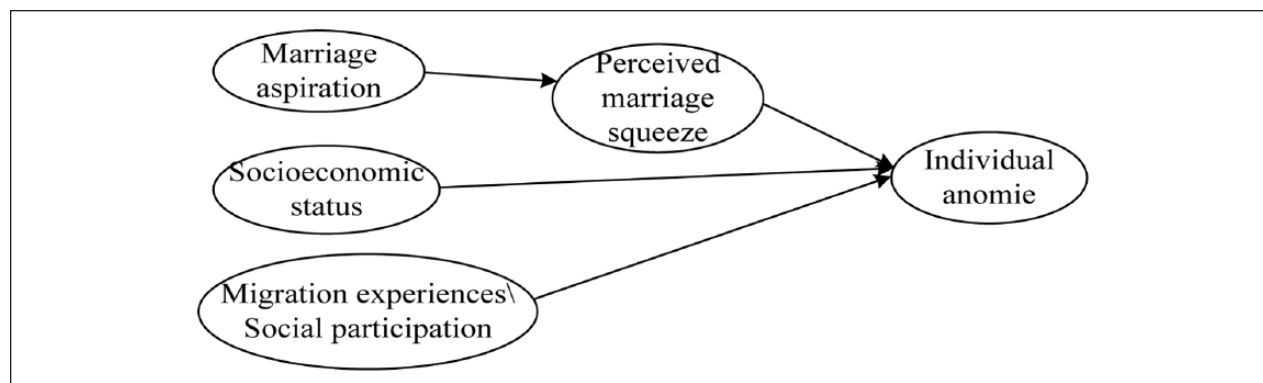 Marriage
aspiration
Perceived
marriage
squeeze
Socioeconomic
status
Individual
anomie
Migration experiences\
Social participation